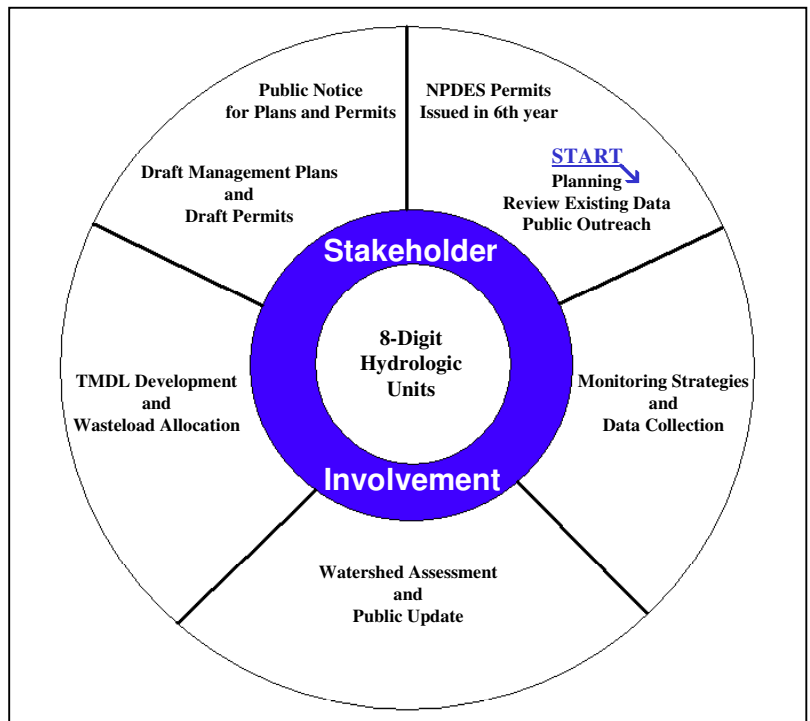 Public Notice
for Plans and Permits
Draft Management Plans
and
Draft Permits
NPDES Permits
Issued in 6th year
START
Planning
Review Existing Data
Public Outreach
Stakeholder
Involvement
8-Digit
Hydrologic
Units
TMDL Development
and
Wasteload Allocation
Monitoring Strategies
and
Data Collection
Watershed Assessment
and
Public Update